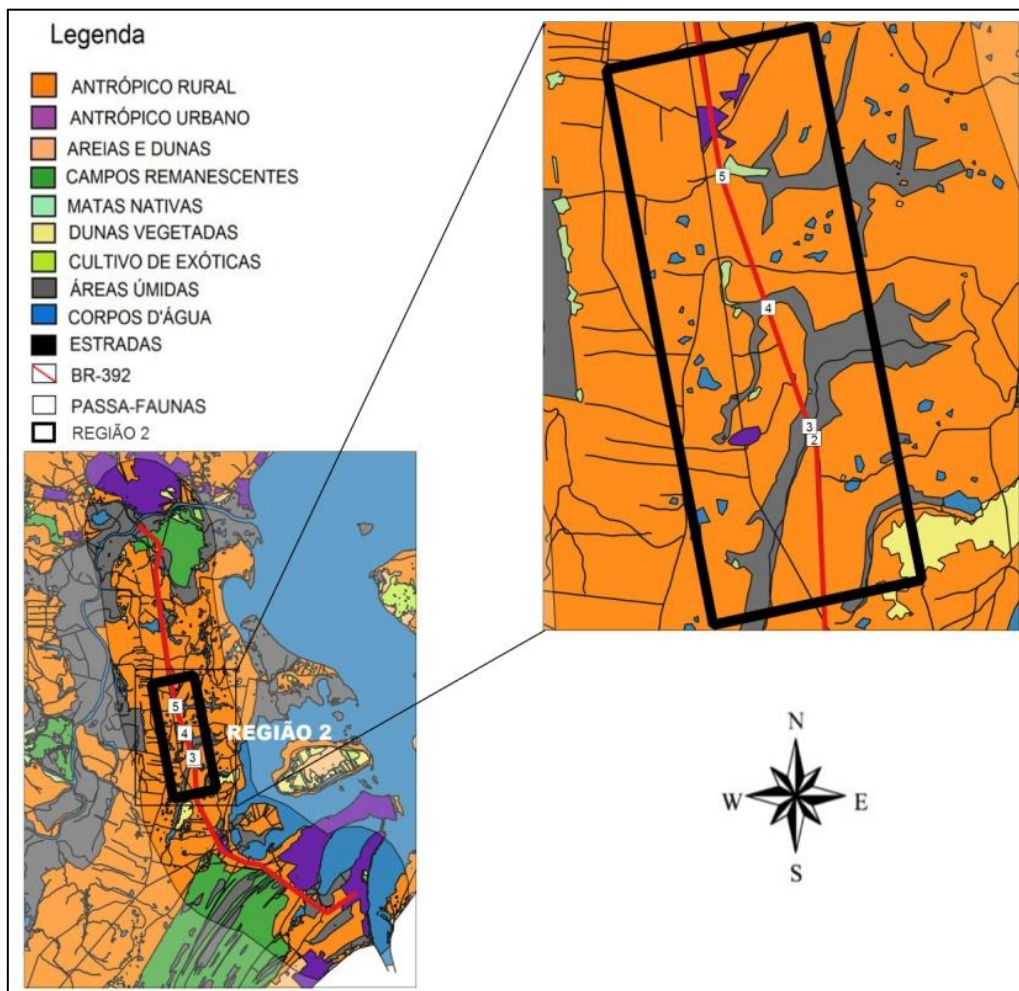 Legenda
ANTRÓPICO RURAL
ANTRÓPICO URBANO
AREIAS E DUNAS
CAMPOS REMANESCENTES
MATAS NATIVAS
DUNAS VEGETADAS
CULTIVO DE EXÓTICAS
ÁREAS ÚMIDAS
CORPOS D'ÁGUA
ESTRADAS
BR-392
PASSA-FAUNAS
REGIÃO 2
5
4
3
2
5
4
3
REGIÃO 2
N
W
E
S